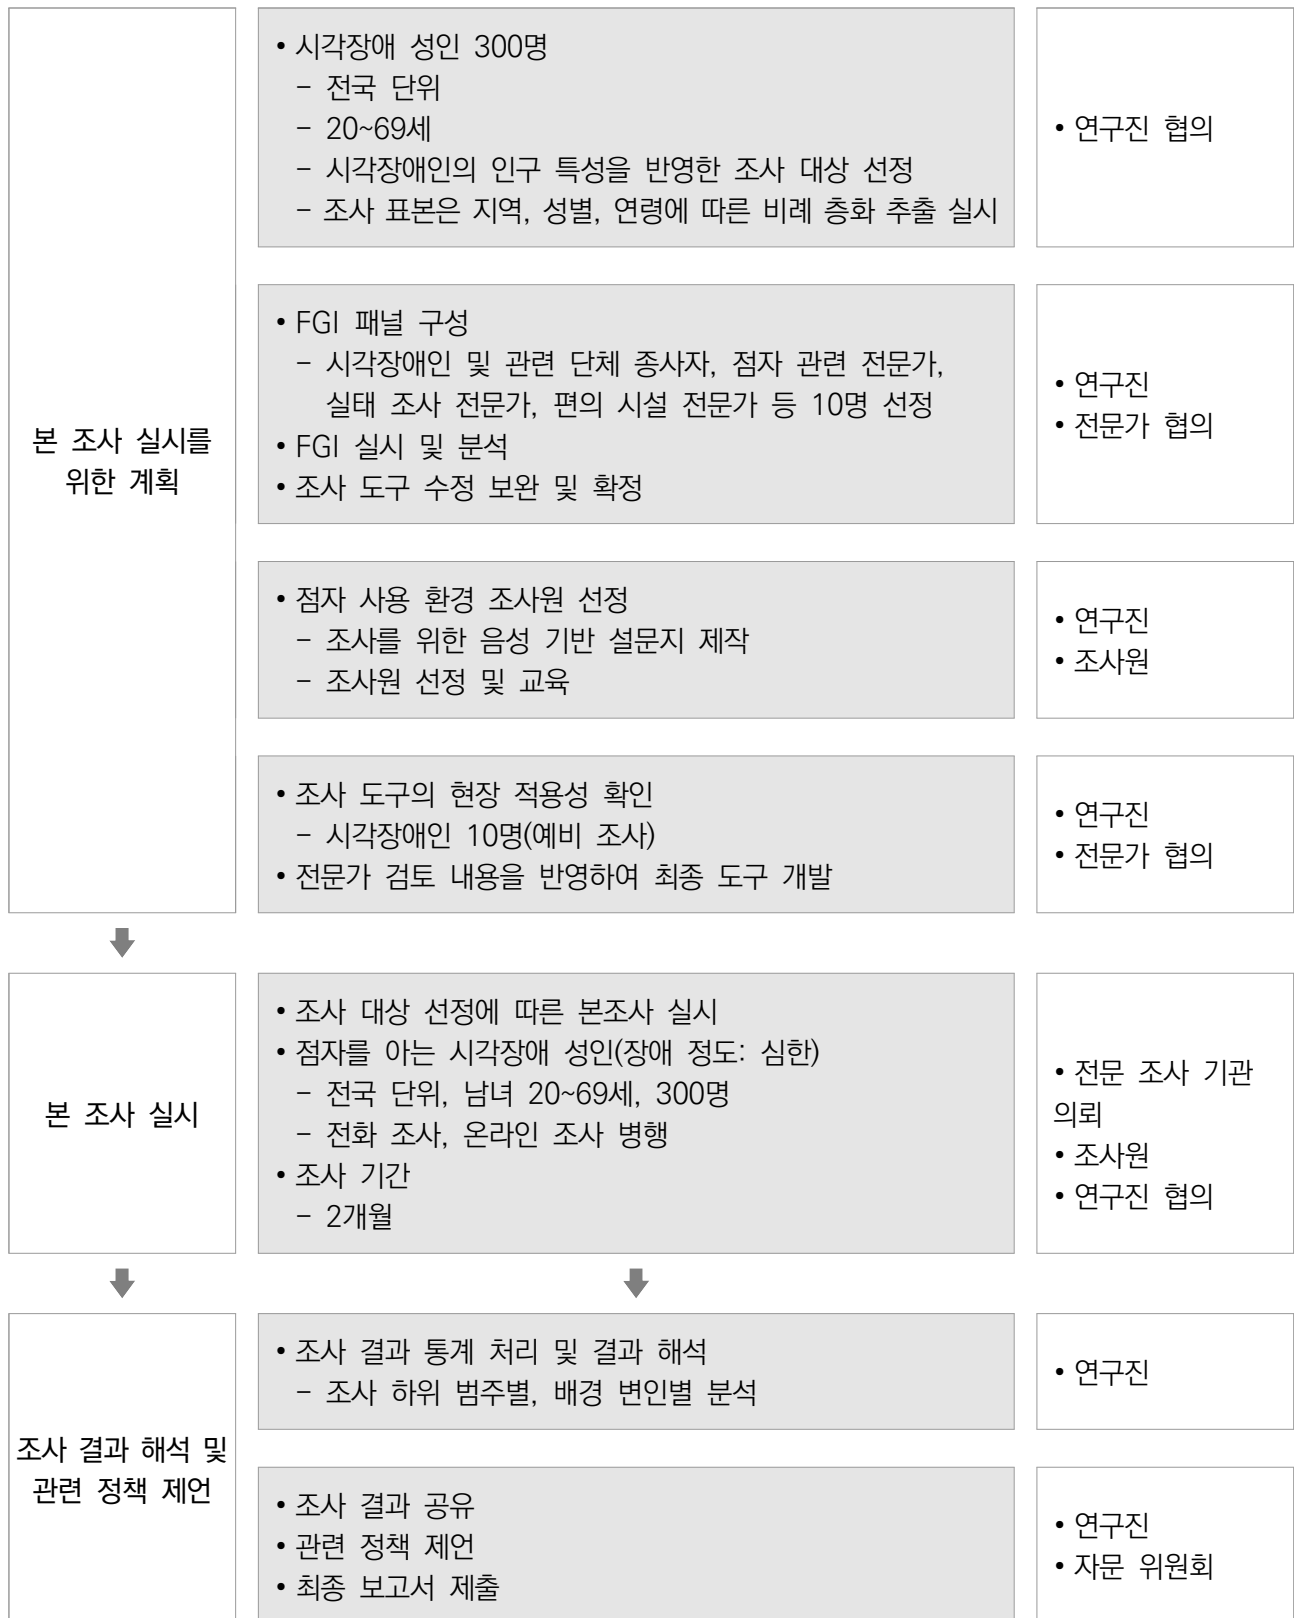 본 조사 실시를
위한 계획
• 시각장애 성인 300명
- 전국 단위
- 20~69세
- 시각장애인의 인구 특성을 반영한 조사 대상 선정
- 조사 표본은 지역, 성별, 연령에 따른 비례 층화 추출 실시
• 연구진 협의
• FGI 패널 구성
- 시각장애인 및 관련 단체 종사자, 점자 관련 전문가,
실태 조사 전문가, 편의 시설 전문가 등 10명 선정
• FGI 실시 및 분석
• 조사 도구 수정 보완 및 확정
• 연구진
• 전문가 협의
• 점자 사용 환경 조사원 선정
- 조사를 위한 음성 기반 설문지 제작
- 조사원 선정 및 교육
• 연구진
• 조사원
• 조사 도구의 현장 적용성 확인
- 시각장애인 10명(예비 조사)
• 전문가 검토 내용을 반영하여 최종 도구 개발
• 연구진
• 전문가 협의
본 조사 실시
• 조사 대상 선정에 따른 본조사 실시
• 점자를 아는 시각장애 성인(장애 정도: 심한)
- 전국 단위, 남녀 20~69세, 300명
- 전화 조사, 온라인 조사 병행
• 조사 기간
- 2개월
• 전문 조사 기관
의뢰
• 조사원
• 연구진 협의
조사 결과 해석 및
관련 정책 제언
• 조사 결과 통계 처리 및 결과 해석
- 조사 하위 범주별, 배경 변인별 분석
• 연구진
• 조사 결과 공유
• 관련 정책 제언
• 최종 보고서 제출
• 연구진
• 자문 위원회